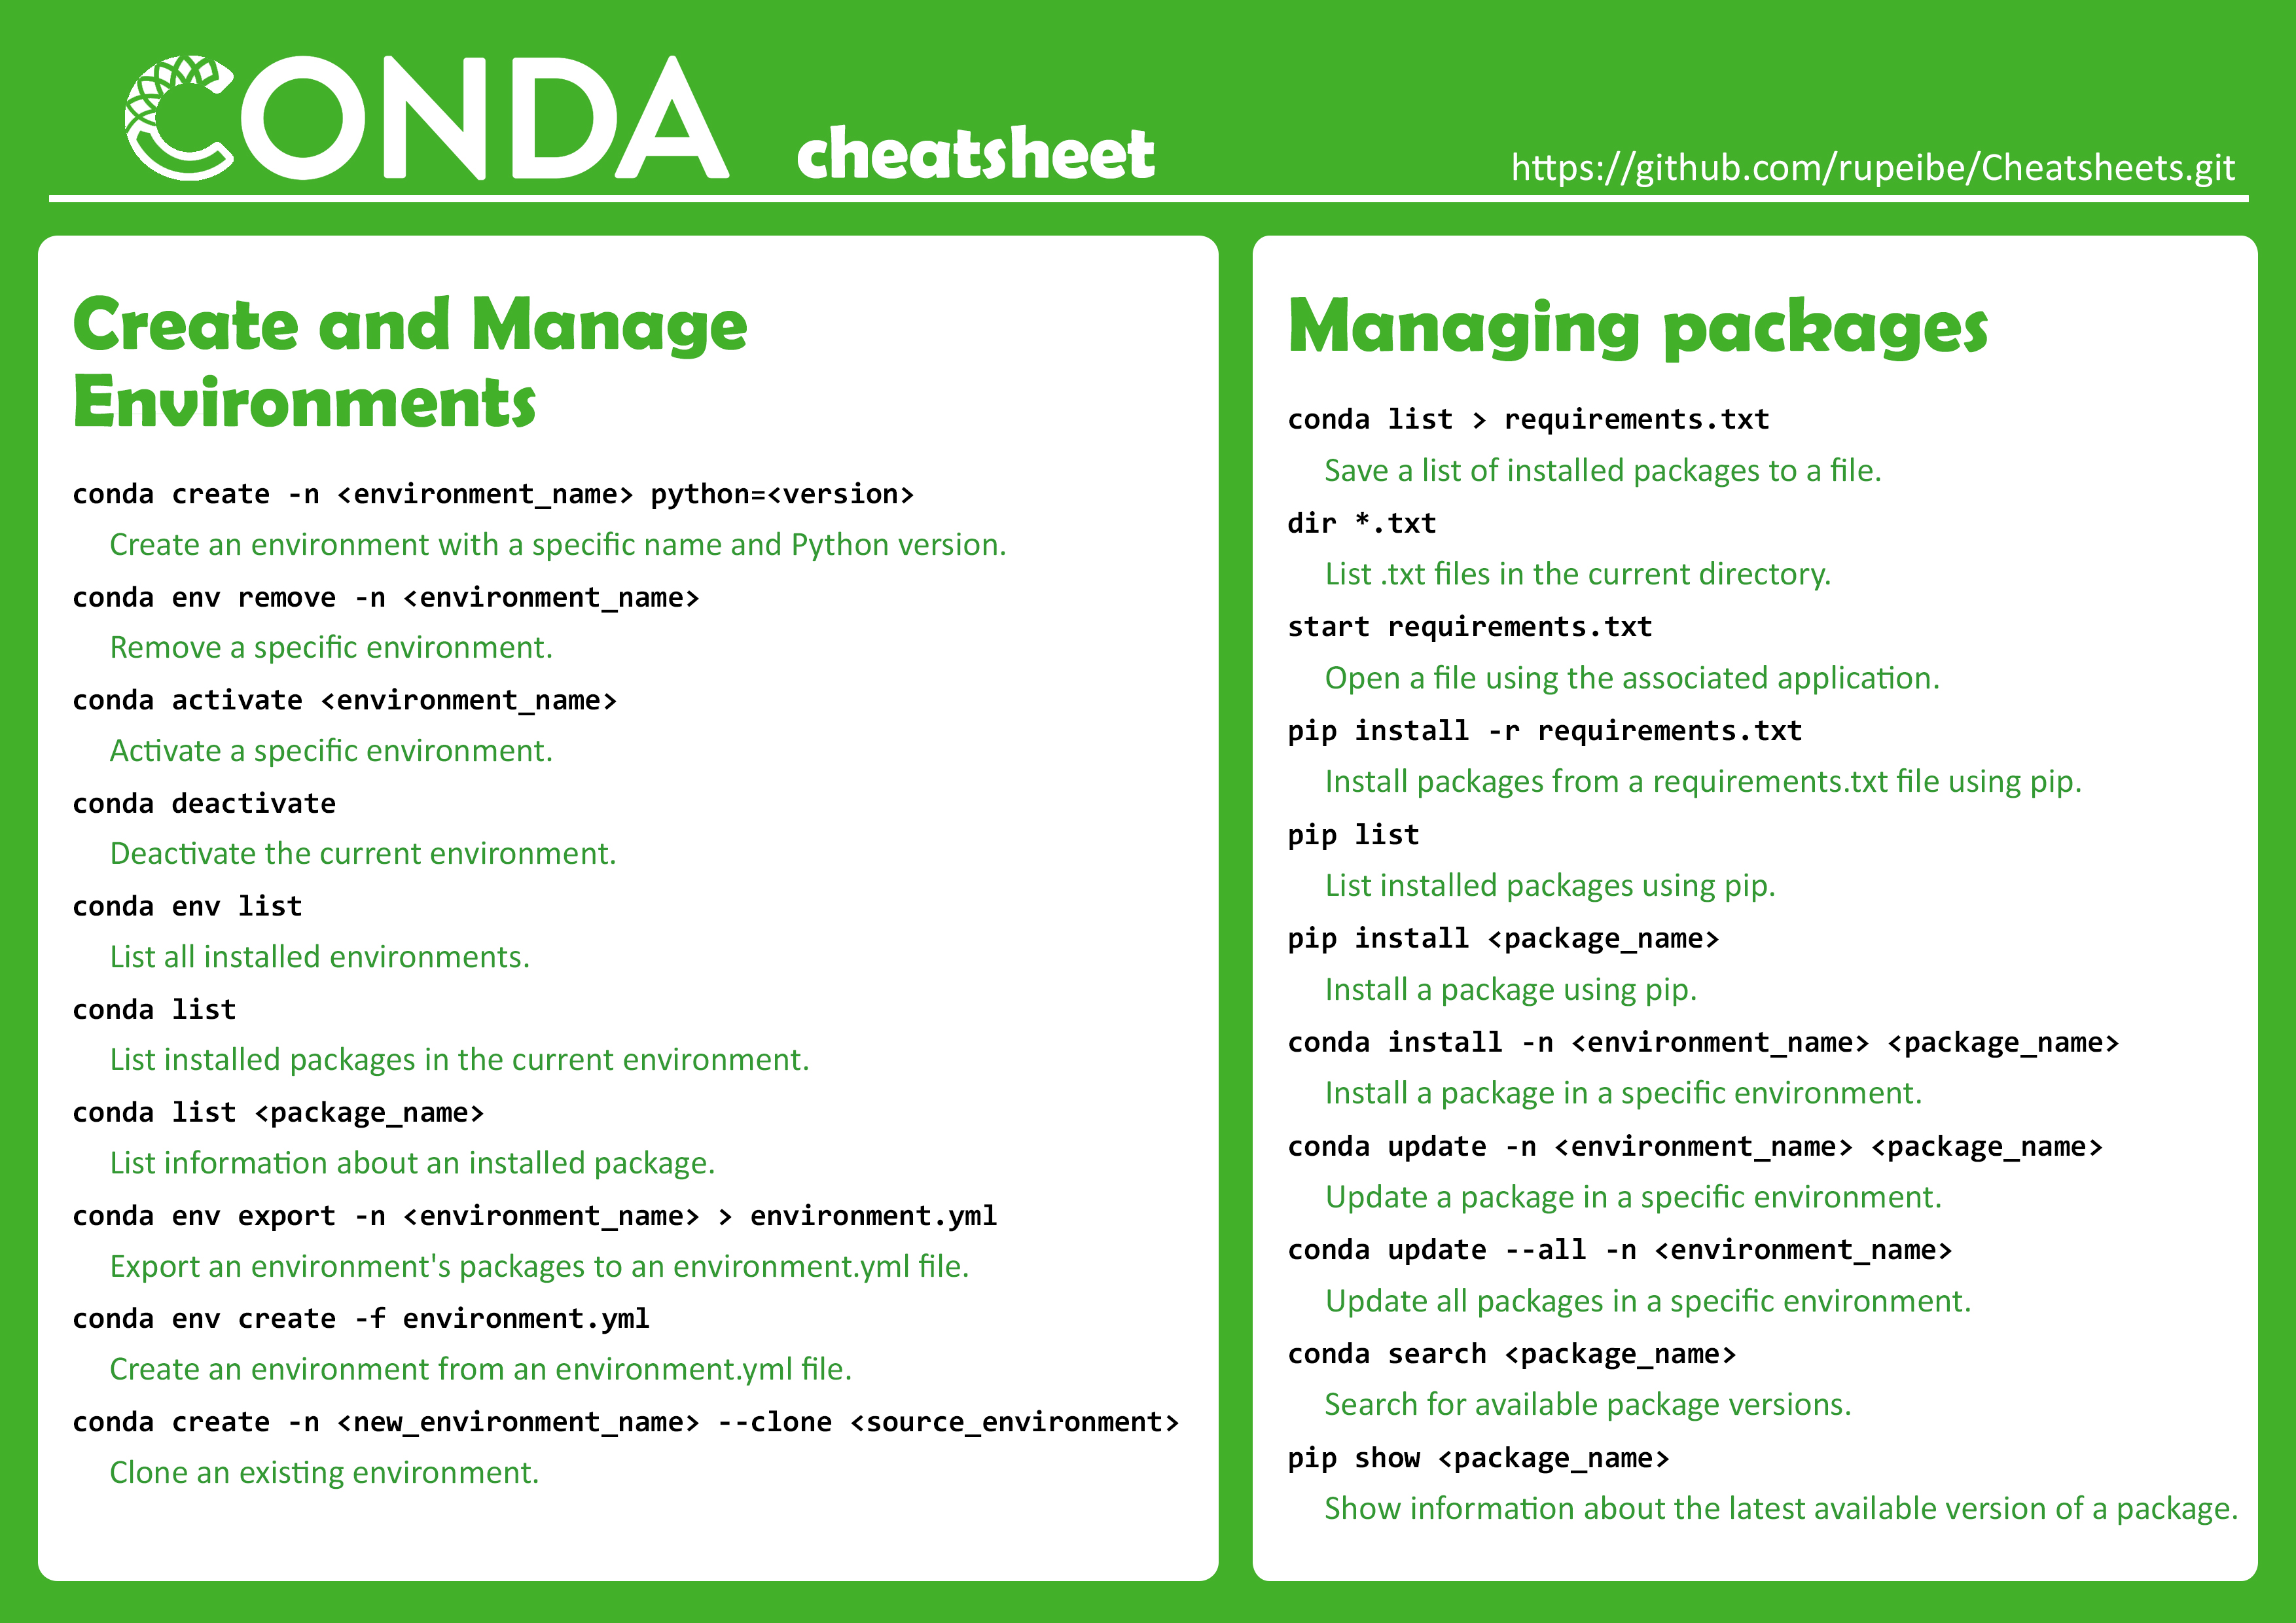 CONDA cheatsheet
https://github.com/rupeibe/Cheatsheets.git
Create and Manage
Environments
conda create -n <environment_name> python=<version>
Create an environment with a specific name and Python version.
conda env remove -n <environment_name>
Remove a specific environment.
conda activate <environment_name>
Activate a specific environment.
conda deactivate
Deactivate the current environment.
conda env list
List all installed environments.
conda list
List installed packages in the current environment.
conda list <package_name>
List information about an installed package.
conda env export -n <environment_name> > environment.yml
Export an environment's packages to an environment.yml file.
conda env create -f environment.yml
Create an environment from an environment.yml file.
conda create -n <new_environment_name> --clone <source_environment>
Clone an existing environment.
Managing packages
conda list > requirements.txt
Save a list of installed packages to a file.
dir *.txt
List .txt files in the current directory.
start requirements.txt
Open a file using the associated application.
pip install -r requirements.txt
Install packages from a requirements.txt file using pip.
pip list
List installed packages using pip.
pip install <package_name>
Install a package using pip.
conda install -n <environment_name> <package_name>
Install a package in a specific environment.
conda update -n <environment_name> <package_name>
Update a package in a specific environment.
conda update --all -n <environment_name>
Update all packages in a specific environment.
conda search <package_name>
Search for available package versions.
pip show <package_name>
Show information about the latest available version of a package.